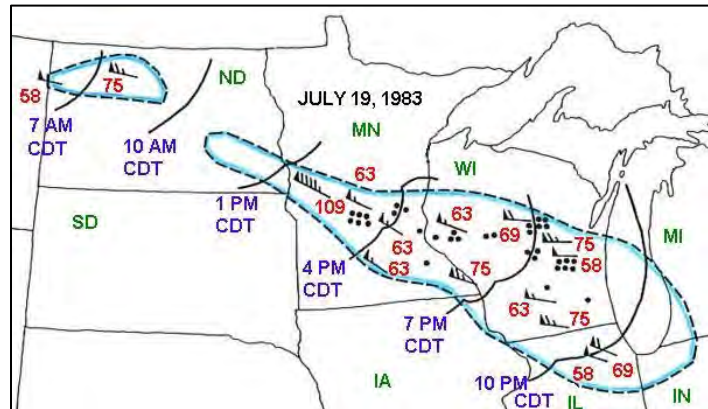 ND
58
75
7 AM
CDT
10 AM
CDT
JULY 19, 1983
MN
63
WI
1 PM
CDT
109
SD
63
63
69
75
MI
63
58
4 PM
CDT
75
63
75
7 PM
CDT
IA
10 PM
CDT
58
69
IL
IN